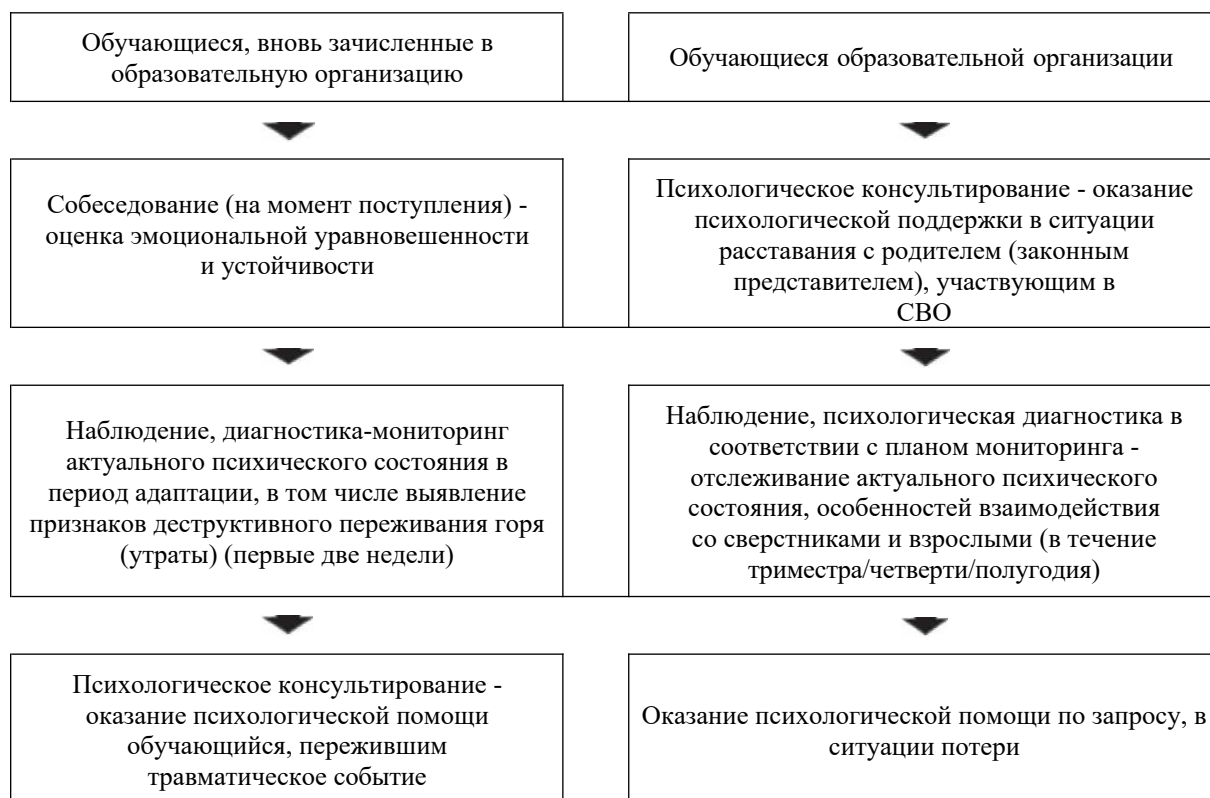 Обучающиеся, вновь зачисленные в
образовательную организацию
Обучающиеся образовательной организации
Собеседование (на момент поступления) -
оценка эмоциональной уравновешенности
и устойчивости
Психологическое консультирование - оказание
психологической поддержки в ситуации
расставания с родителем (законным
представителем), участвующим в
СВО
Наблюдение, диагностика-мониторинг
актуального психического состояния в
период адаптации, в том числе выявление
признаков деструктивного переживания горя
(утраты) (первые две недели)
Наблюдение, психологическая диагностика в
соответствии с планом мониторинга -
отслеживание актуального психического
состояния, особенностей взаимодействия
со сверстниками и взрослыми (в течение
триместра/четверти/полугодия)
Психологическое консультирование -
оказание психологической помощи
обучающийся, пережившим
травматическое событие
Оказание психологической помощи по запросу, в
ситуации потери